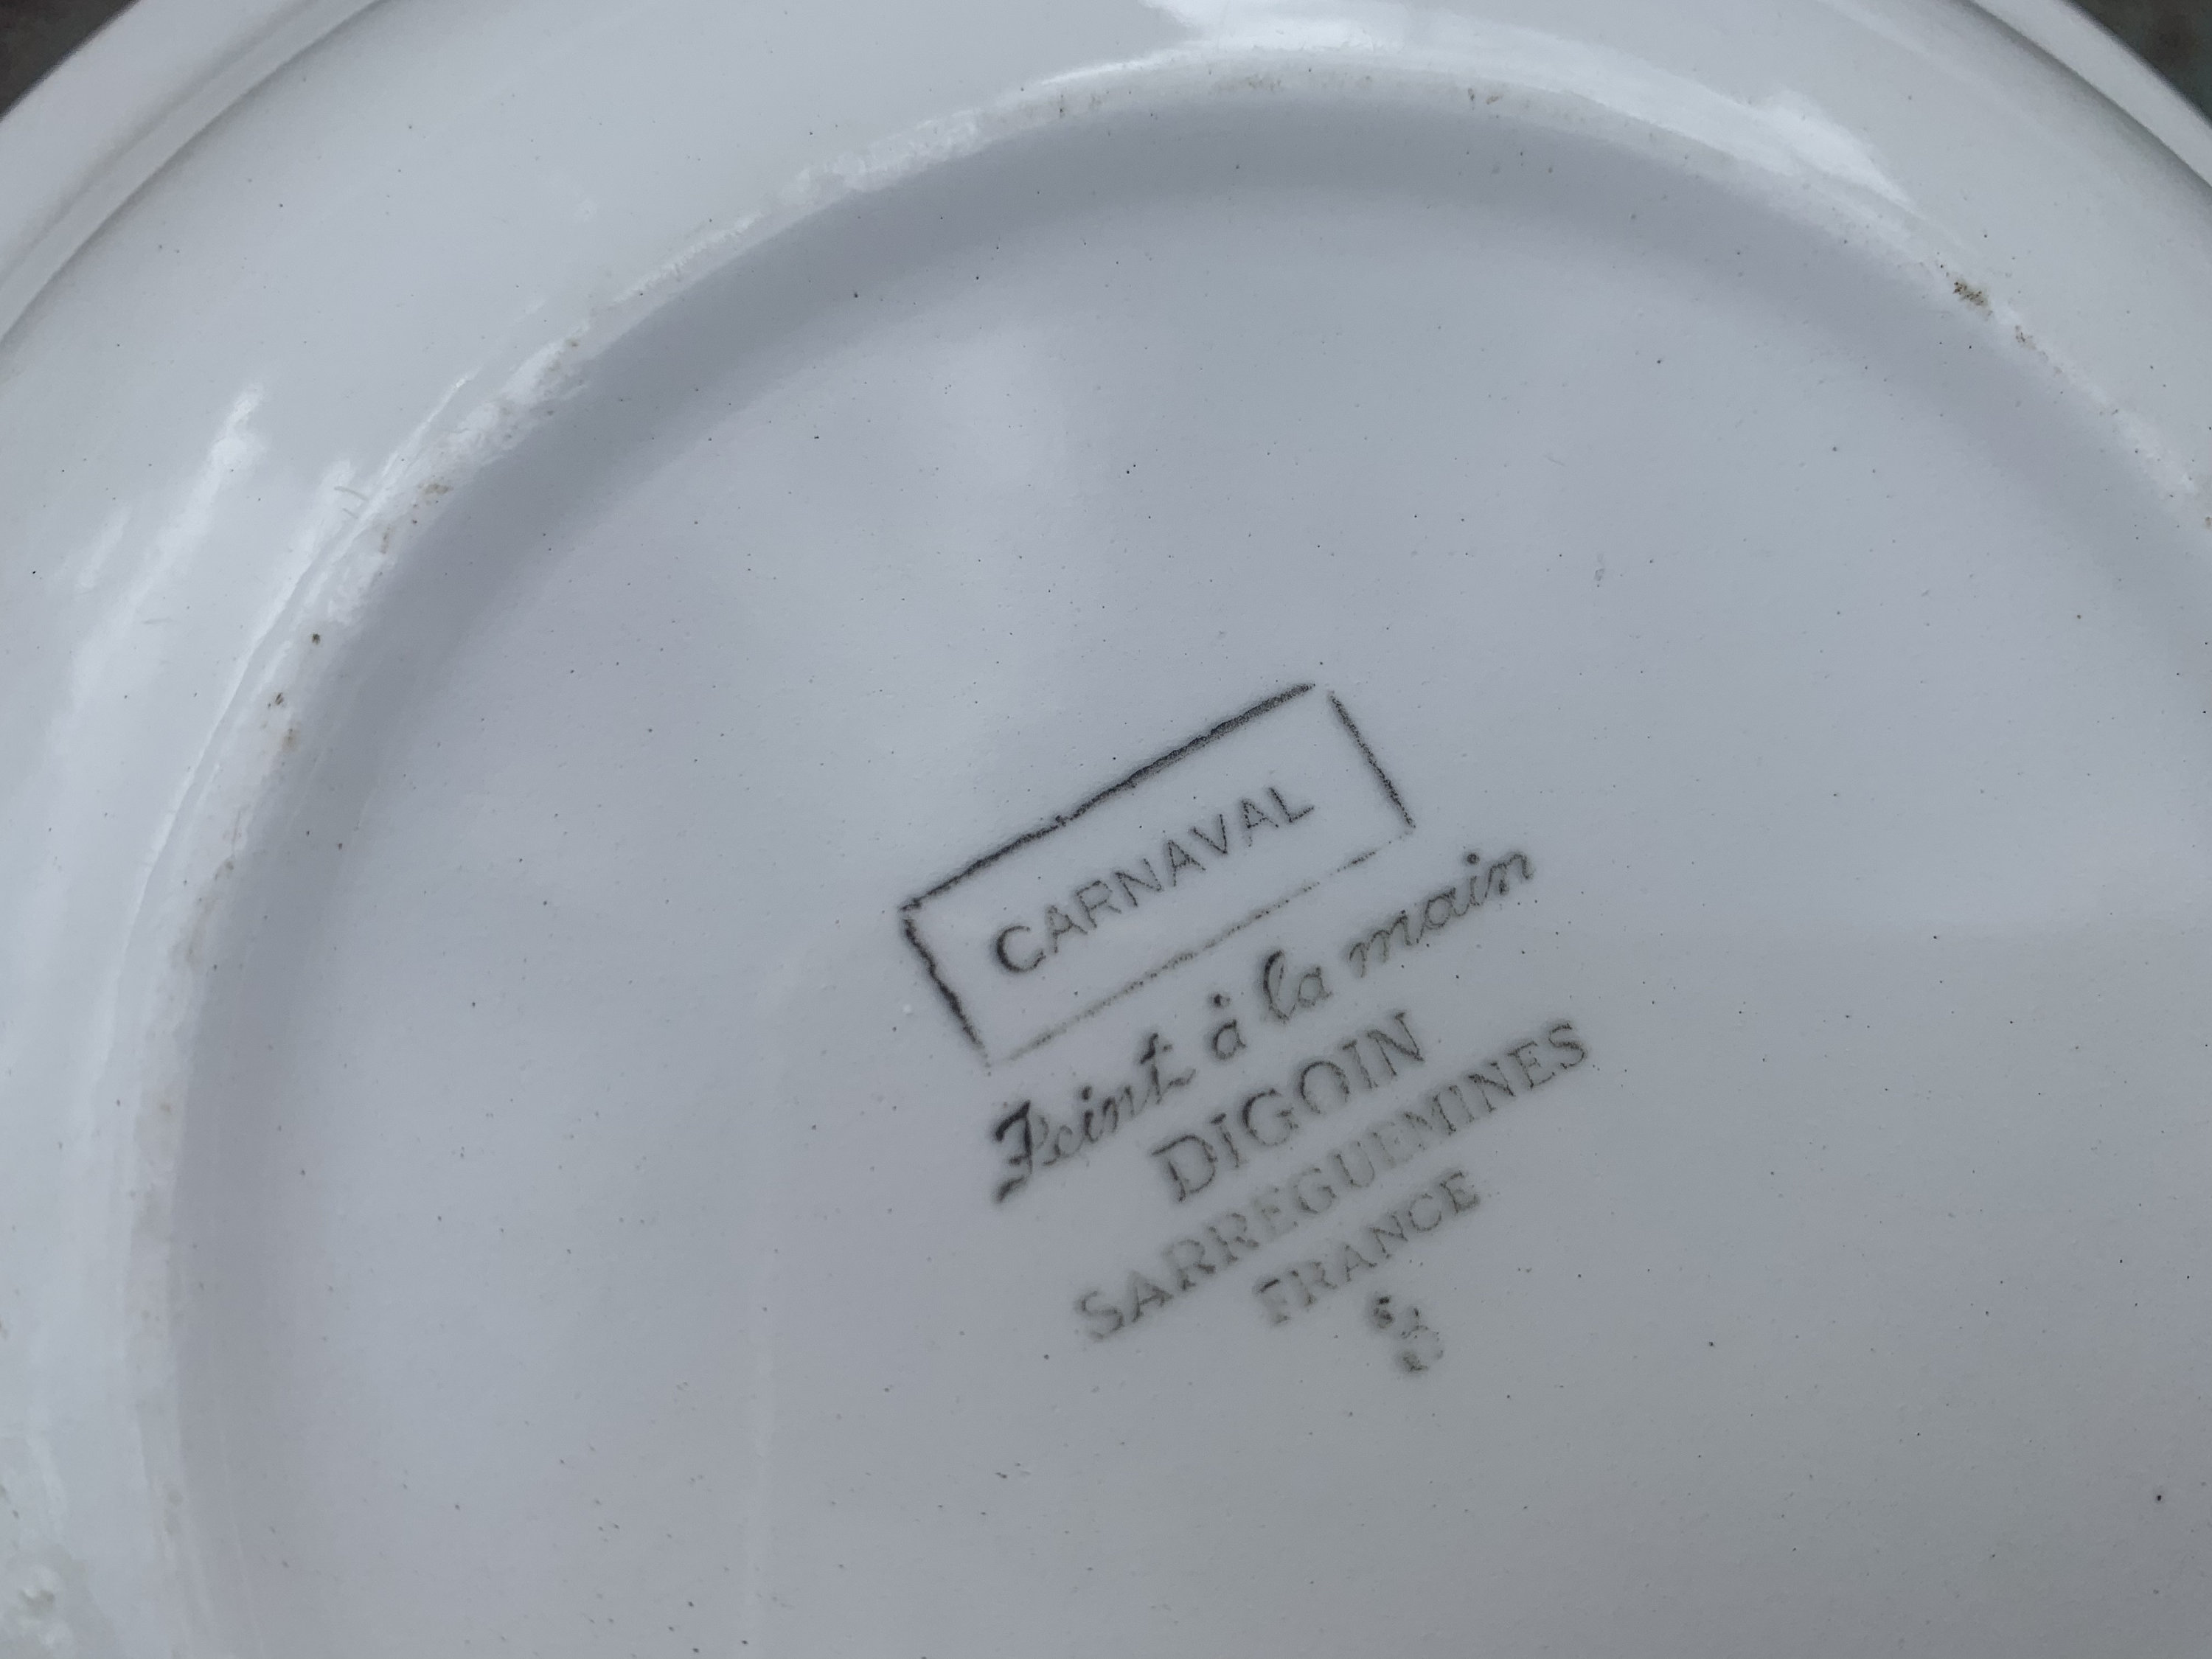 CARNAVAL
Peint à la main
DIGOIN
SARREGUEMINES
FRANCE